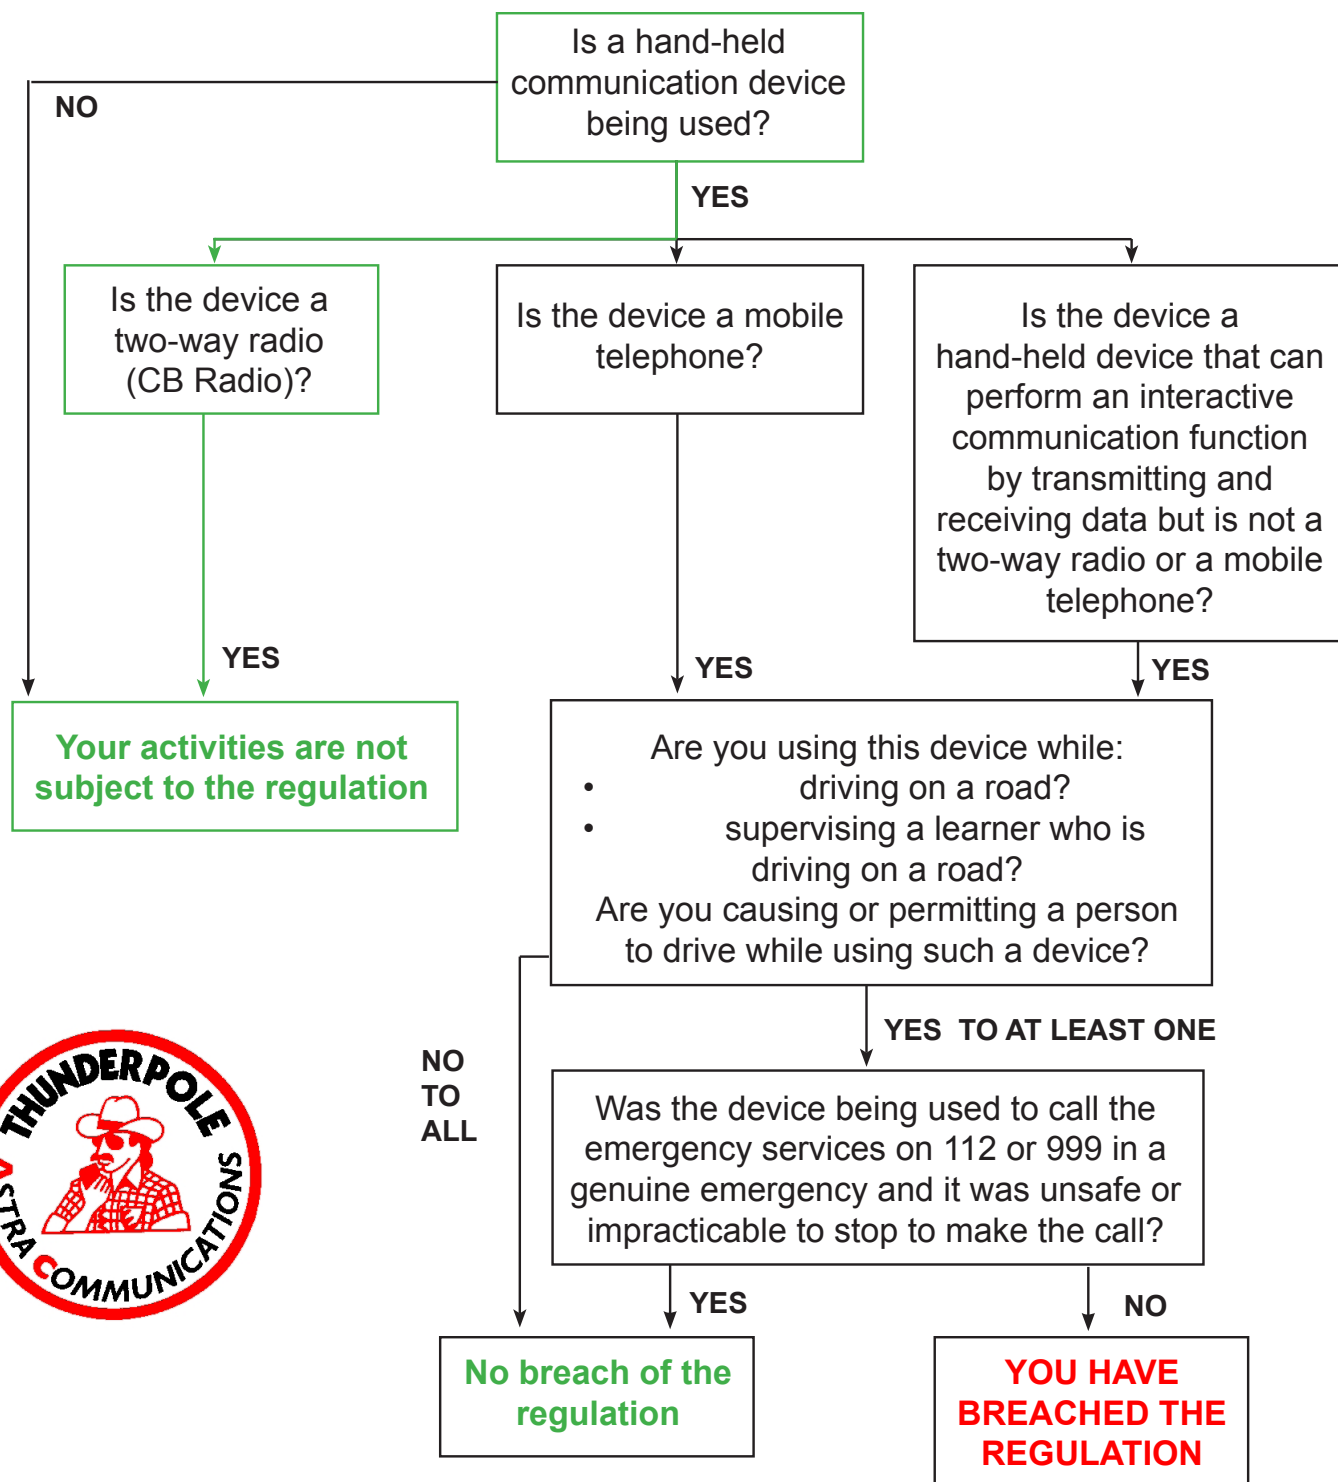 Is a hand-held
communication device
being used?
NO
YES
Is the device a
two-way radio
(CB Radio)?
Is the device a mobile
telephone?
Is the device a
hand-held device that can
perform an interactive
communication function
by transmitting and
receiving data but is not a
two-way radio or a mobile
telephone?
YES
YES
YES
Your activities are not
subject to the regulation
Are you using this device while:
• driving on a road?
• supervising a learner who is
driving on a road?
Are you causing or permitting a person
to drive while using such a device?
NO
TO
ALL
YES TO AT LEAST ONE
Was the device being used to call the
emergency services on 112 or 999 in a
genuine emergency and it was unsafe or
impracticable to stop to make the call?
YES
NO
No breach of the
regulation
YOU HAVE
BREACHED THE
REGULATION
THUNDERPOLE
COMMUNICATIONS